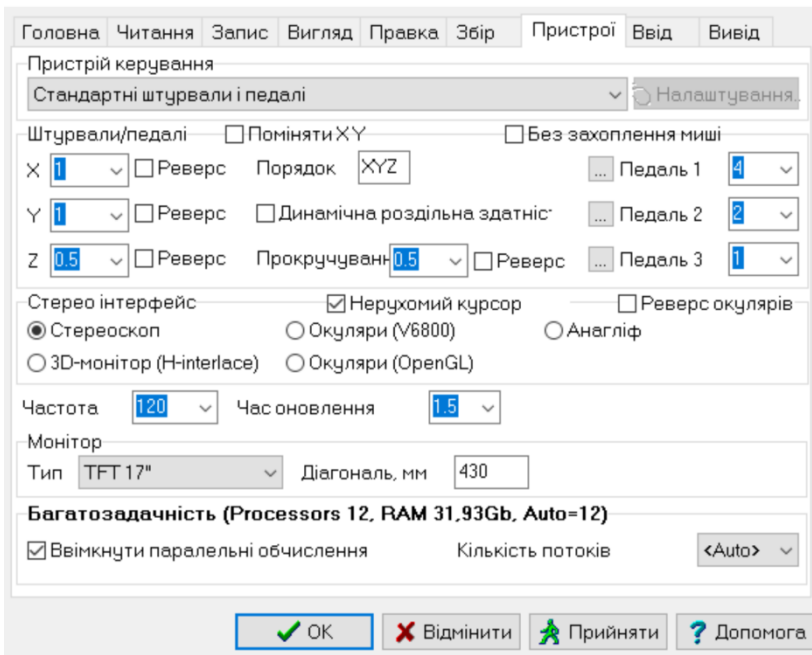 Головна Читання Запис Вигляд Правка Збір Пристрої Ввід Вивід
Пристрій керування
Стандартні штурвали і педалі Налаштування..
Штурвали/педалі Поміняти XY Без захоплення миші
X 1 Реверс Порядок XYZ ... Педаль 1 4
Y 1 Реверс Динамічна роздільна здатніст ... Педаль 2 2
Z 0.5 Реверс Прокручуванн 0.5 Реверс ... Педаль 3 1
Стерео інтерфейс Нерухомий курсор Реверс окулярів
Стереоскоп Окуляри (V6800) Анагліф
3D-монітор (H-interlace) Окуляри (OpenGL)
Частота 120 Час оновлення 1.5
Монітор
Тип TFT 17" Діагональ, мм 430
Багатозадачність (Processors 12, RAM 31,93Gb, Auto=12)
Ввімкнути паралельні обчислення Кількість потоків <Auto>
OK Відмінити Прийняти Допомога